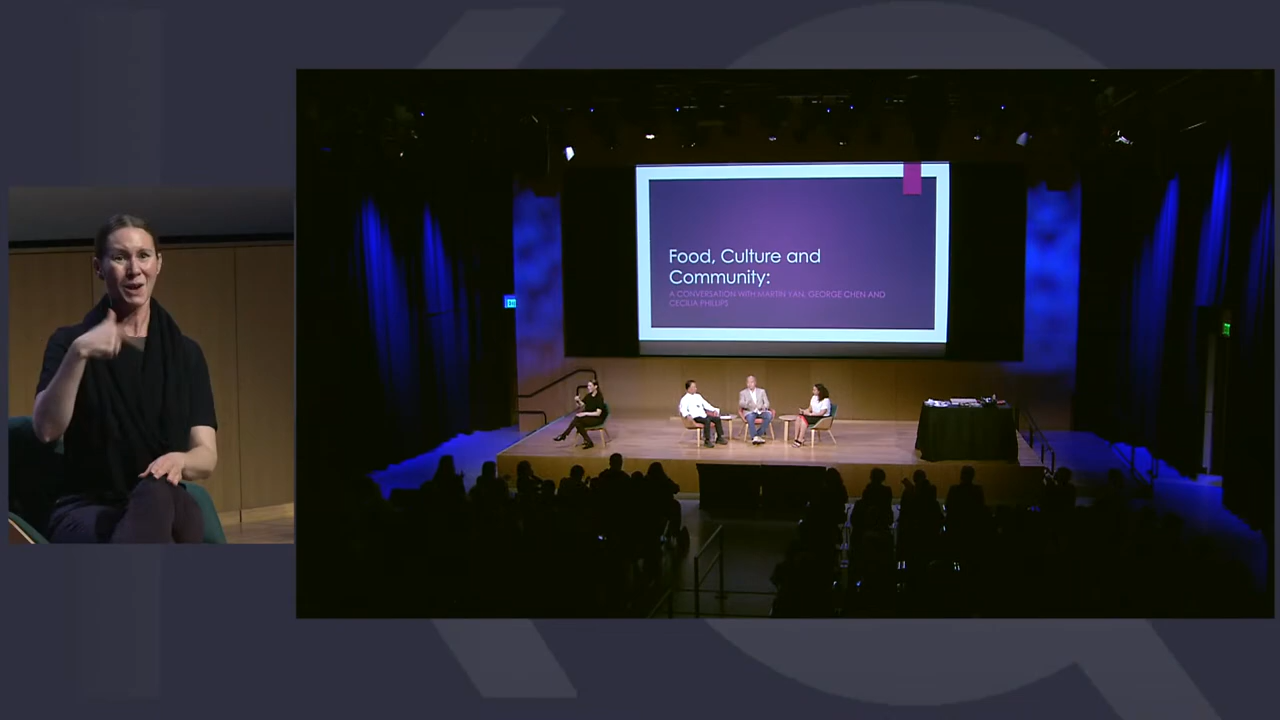 Food, Culture and
Community:
A CONVERSATION WITH MARTIN YAN, GEORGE CHEN AND
CECILIA PHILLIPS